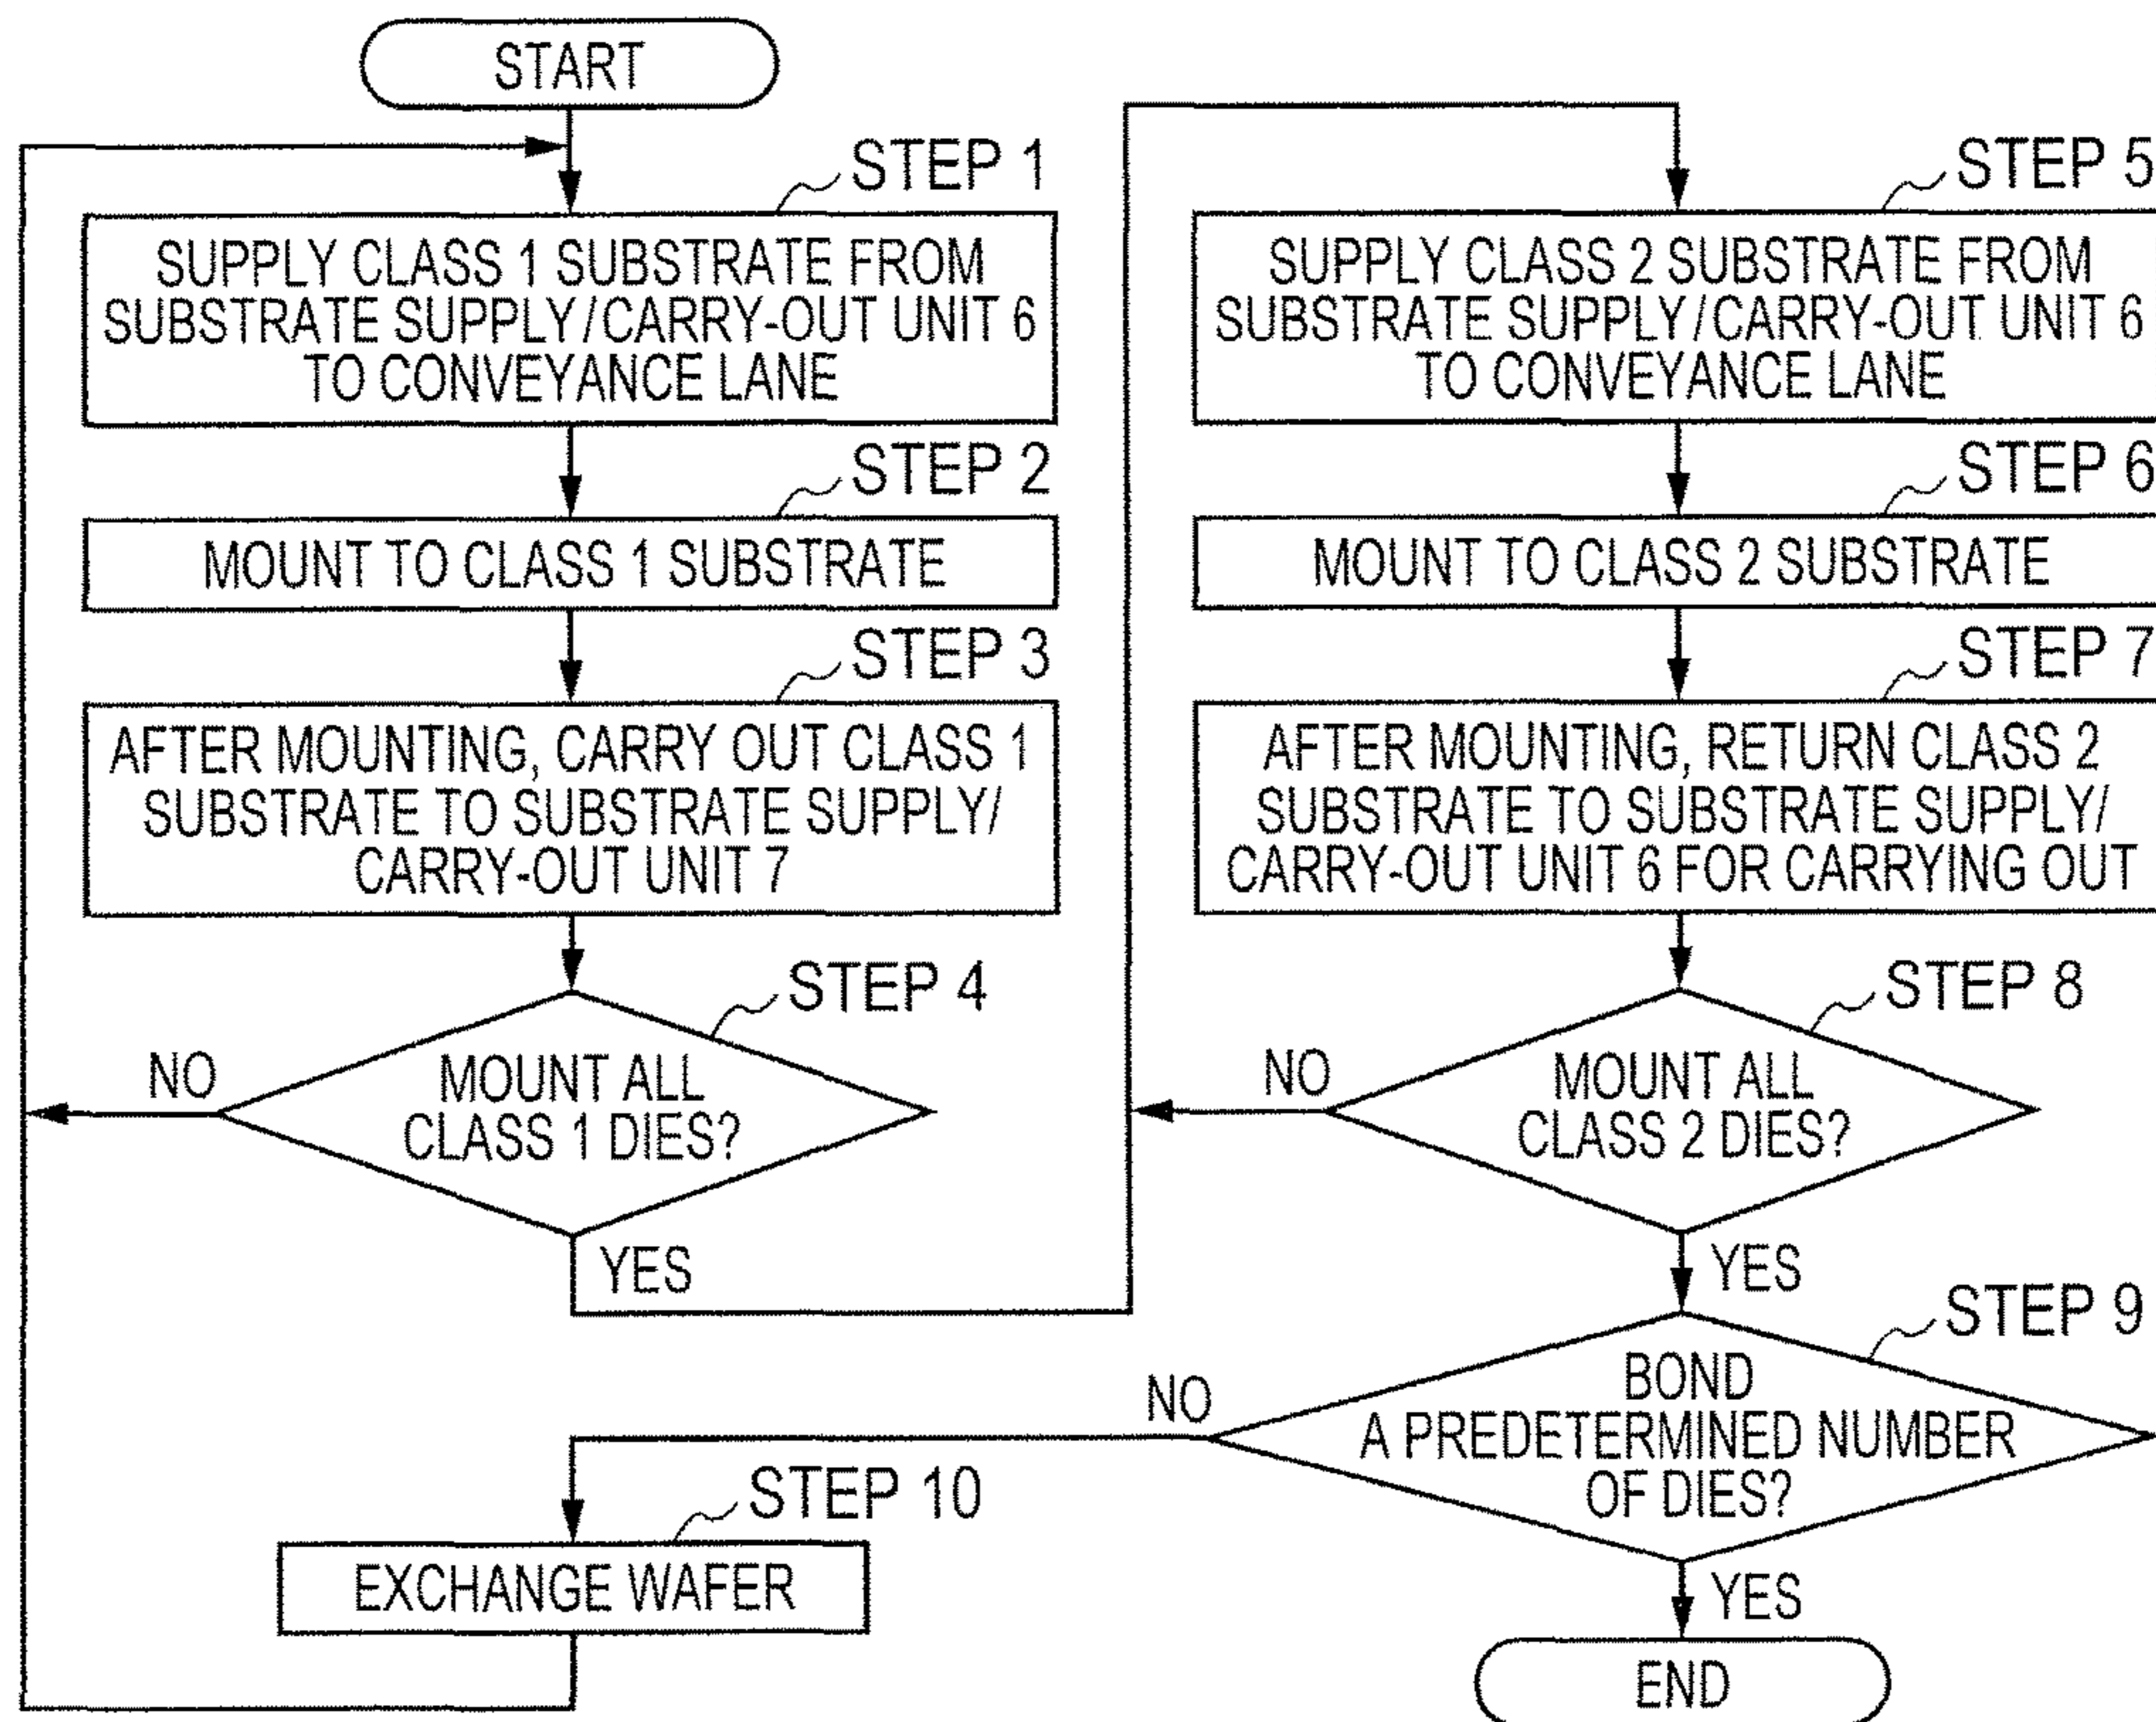 START
STEP 1
SUPPLY CLASS 1 SUBSTRATE FROM
SUBSTRATE SUPPLY/CARRY-OUT UNIT 6
TO CONVEYANCE LANE
STEP 2
MOUNT TO CLASS 1 SUBSTRATE
STEP 3
AFTER MOUNTING, CARRY OUT CLASS 1
SUBSTRATE TO SUBSTRATE SUPPLY/
CARRY-OUT UNIT 7
STEP 4
MOUNT ALL
CLASS 1 DIES?
NO
YES
STEP 5
SUPPLY CLASS 2 SUBSTRATE FROM
SUBSTRATE SUPPLY/CARRY-OUT UNIT 6
TO CONVEYANCE LANE
STEP 6
MOUNT TO CLASS 2 SUBSTRATE
STEP 7
AFTER MOUNTING, RETURN CLASS 2
SUBSTRATE TO SUBSTRATE SUPPLY/
CARRY-OUT UNIT 6 FOR CARRYING OUT
STEP 8
MOUNT ALL
CLASS 2 DIES?
NO
YES
STEP 9
BOND
A PREDETERMINED NUMBER
OF DIES?
NO
YES
STEP 10
EXCHANGE WAFER
END